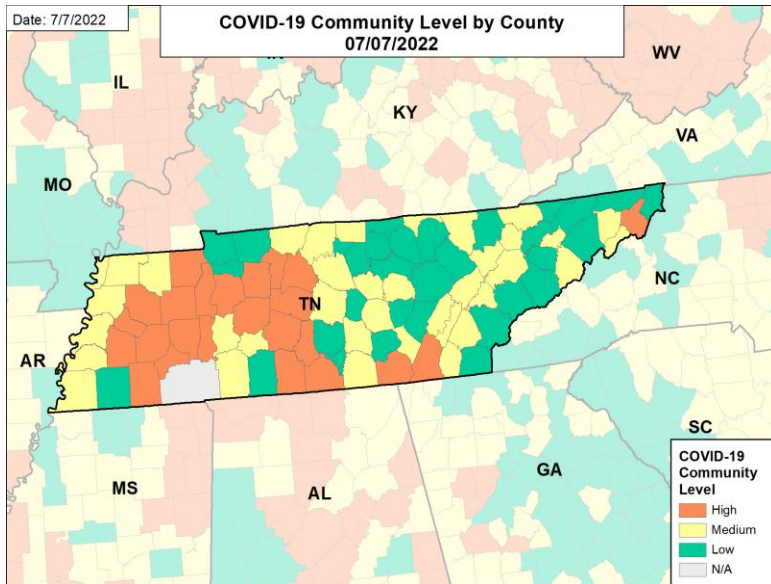 Date: 7/7/2022
COVID-19 Community Level by County
07/07/2022
IL
WV
KY
VA
MO
TN
NC
AR
SC
MS
AL
GA
COVID-19
Community
Level
High
Medium
Low
N/A